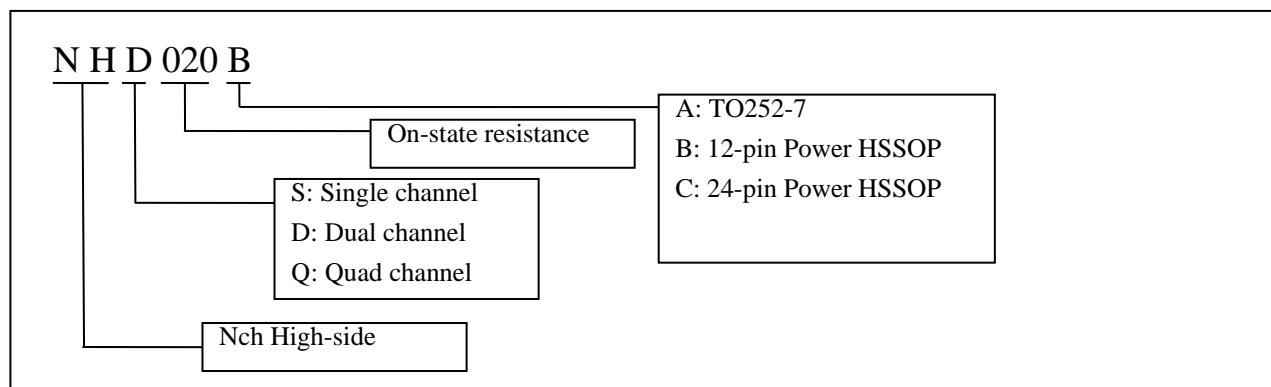 N H D 020 B
A: TO252-7
B: 12-pin Power HSSOP
C: 24-pin Power HSSOP
On-state resistance
S: Single channel
D: Dual channel
Q: Quad channel
Nch High-side